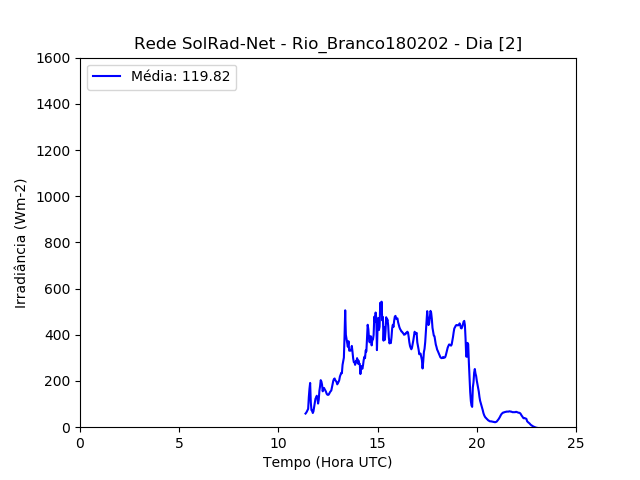 Rede SolRad-Net - Rio_Branco180202 - Dia [2]
Média: 119.82
Irradiância (Wm-2)
1600
1400
1200
1000
800
600
400
200
0
0 5 10 15 20 25
Tempo (Hora UTC)